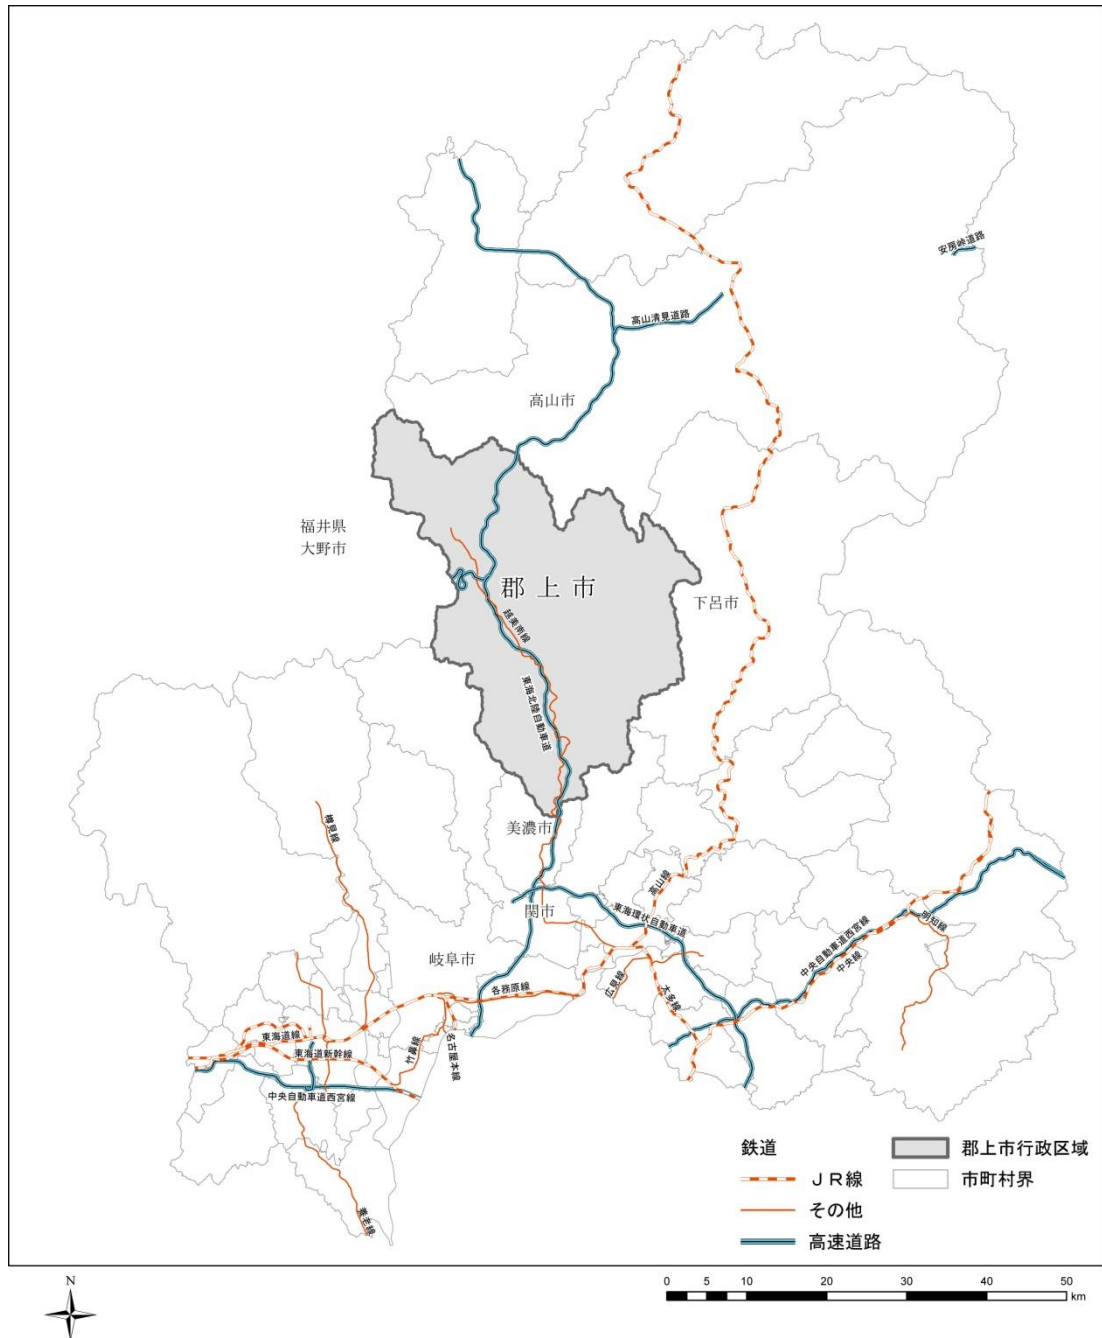 安房峠道路
高山清見道路
高山市
福井県
大野市
郡上市
下呂市
越美南線
東海北陸自動車道
美濃市
樽見線
高山線
関市
東海環状自動車道
明知線
中央自動車道西宮線
中央線
岐阜市
各務原線
広見線
太多線
東海道線
東海道新幹線
竹鼻線
名古屋本線
中央自動車道西宮線
養老線
鉄道
JR線
その他
高速道路
郡上市行政区域
市町村界
N
0 5 10 20 30 40 50
km